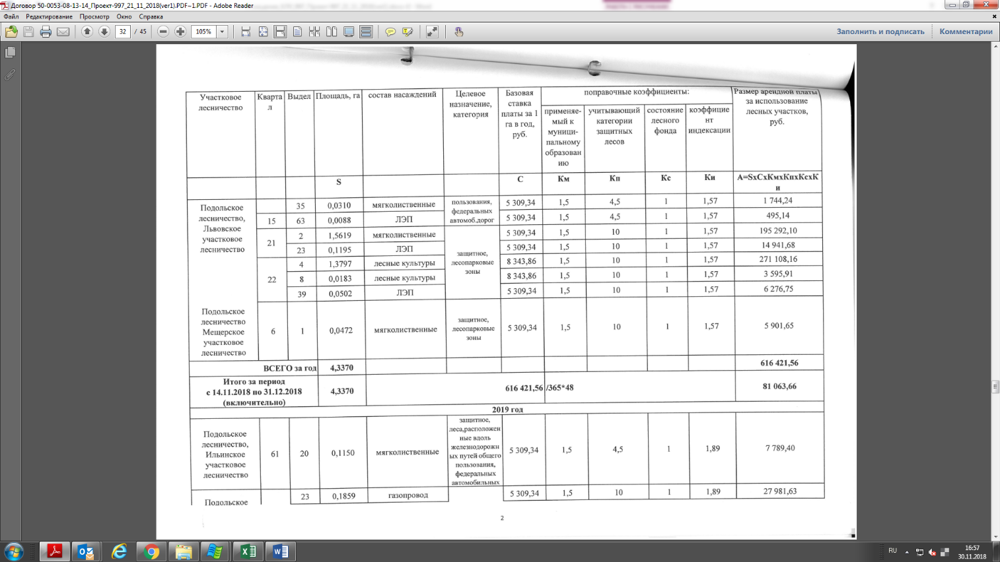 Договор 50-0053-08-13-14_Проект-997_21_11_2018(ver1).PDF~1.PDF - Adobe Reader
Файл Редактирование Просмотр Окно Справка
32 / 45 105% Заполнить и подписать Комментарии
Участковое лесничество Кварта л Выдел Площадь, га состав насаждений Целевое назначение, категория Базовая ставка платы за 1 га в год, руб. поправочные коэффициенты: Размер арендной платы за использование лесных участков, руб.
применяе- мый к муници- пальному образован ию учитывающий категории защитных лесов состояние лесного фонда коэффицие нт индексации
S С Км Кп Кс Ки А=SxСxКмxКпxКсxК и
Подольское лесничество, Львовское участковое лесничество
35 0,0310 мягколиственные пользования, федеральных автомоб.дорог 5 309,34 1,5 4,5 1 1,57 1 744,24
15 63 0,0088 ЛЭП 5 309,34 1,5 4,5 1 1,57 495,14
21 2 1,5619 мягколиственные защитное, лесопарковые зоны 5 309,34 1,5 10 1 1,57 195 292,10
23 0,1195 ЛЭП 5 309,34 1,5 10 1 1,57 14 941,68
22 4 1,3797 лесные культуры 8 343,86 1,5 10 1 1,57 271 108,16
8 0,0183 лесные культуры 8 343,86 1,5 10 1 1,57 3 595,91
39 0,0502 ЛЭП 5 309,34 1,5 10 1 1,57 6 276,75
Подольское лесничество Мещерское участковое лесничество 6 1 0,0472 мягколиственные защитное, лесопарковые зоны 5 309,34 1,5 10 1 1,57 5 901,65
ВСЕГО за год 4,3370 616 421,56
Итого за период с 14.11.2018 по 31.12.2018 (включительно) 4,3370 616 421,56 /365*48 81 063,66
2019 год
Подольское лесничество, Ильинское участковое лесничество 61 20 0,1150 мягколиственные защитное, леса,расположен ные вдоль железнодорожн ых путей общего пользования, федеральных автомобильных 5 309,34 1,5 4,5 1 1,89 7 789,40
Подольское 23 0,1859 газопровод 5 309,34 1,5 10 1 1,89 27 981,63
2
RU 16:57
30.11.2018